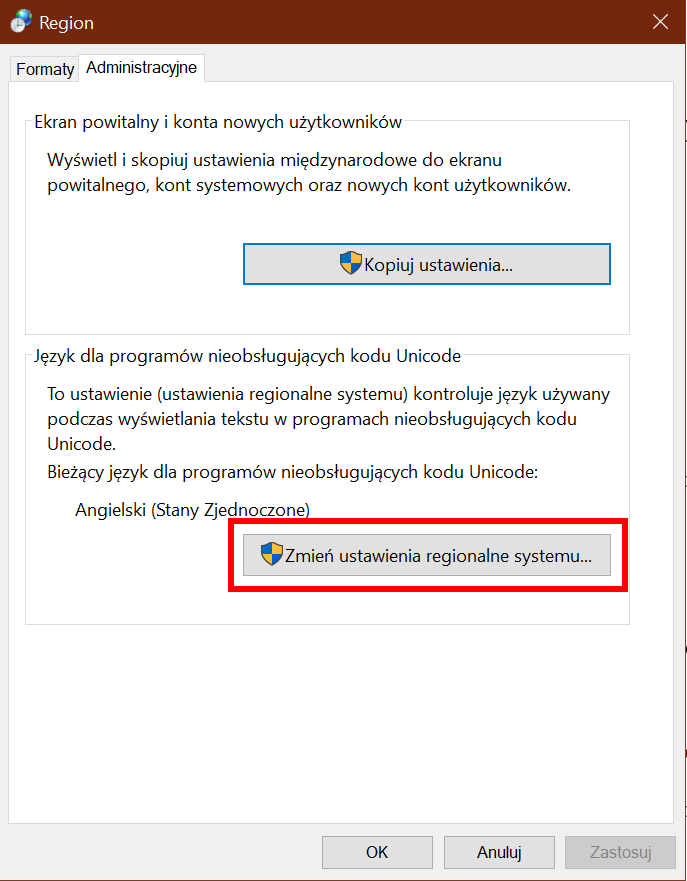 Region
Formaty
Administracyjne
Ekran powitalny i konta nowych użytkowników
Wyświetl i skopiuj ustawienia międzynarodowe do ekranu
powitalnego, kont systemowych oraz nowych kont użytkowników.
Kopiuj ustawienia...
Język dla programów nieobsługujących kodu Unicode
To ustawienie (ustawienia regionalne systemu) kontroluje język używany
podczas wyświetlania tekstu w programach nieobsługujących kodu
Unicode.
Bieżący język dla programów nieobsługujących kodu Unicode:
Angielski (Stany Zjednoczone)
Zmień ustawienia regionalne systemu...
OK
Anuluj
Zastosuj